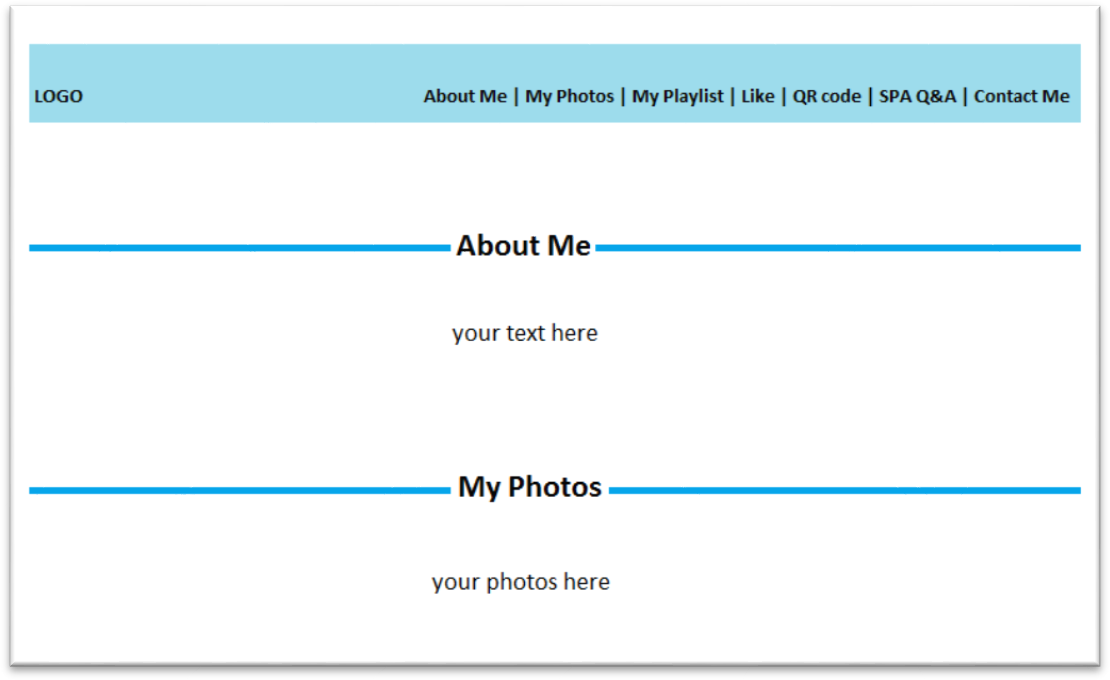 LOGO About Me | My Photos | My Playlist | Like | QR code | SPA Q&A | Contact Me
About Me
your text here
My Photos
your photos here